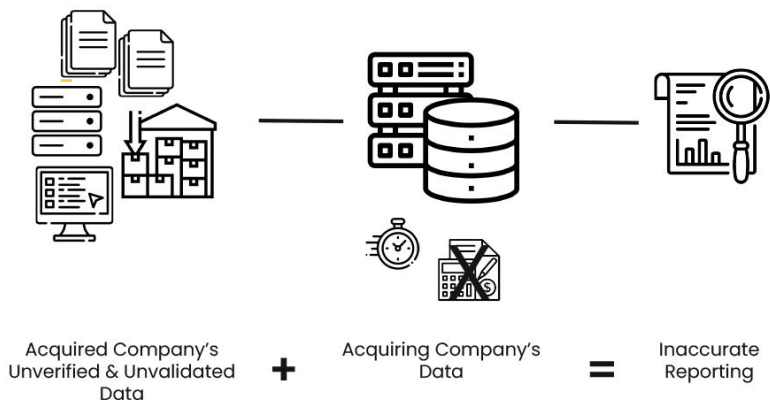 Acquired Company's
Unverified & Unvalidated
Data
+
Acquiring Company's
Data
=
Inaccurate
Reporting